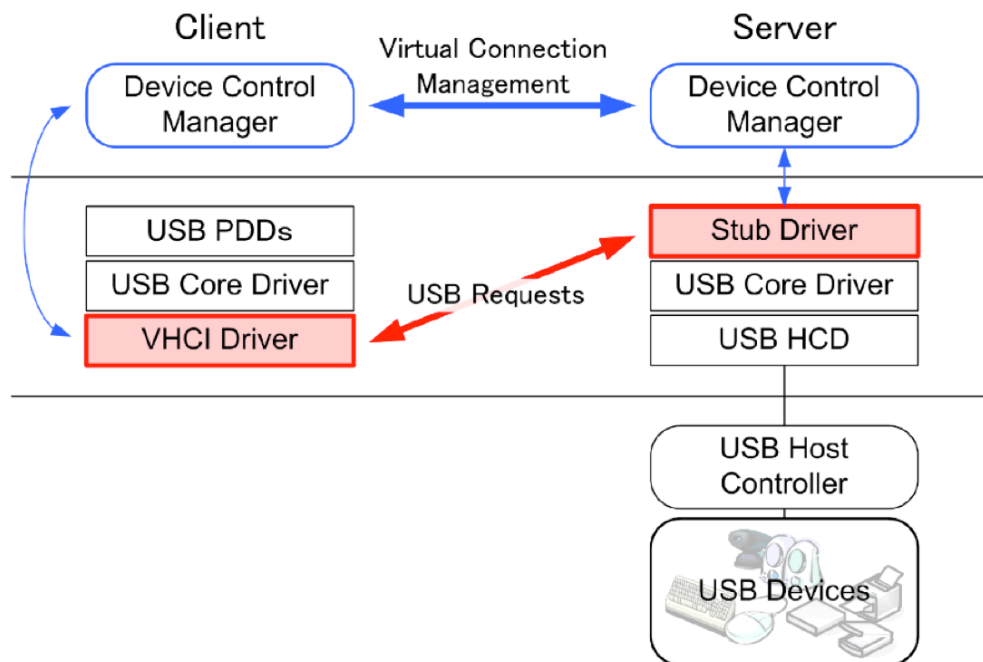 Client
Server
Virtual Connection
Management
Device Control
Manager
Device Control
Manager
USB PDDs
USB Core Driver
VHCI Driver
USB Requests
Stub Driver
USB Core Driver
USB HCD
USB Host
Controller
USB Devices